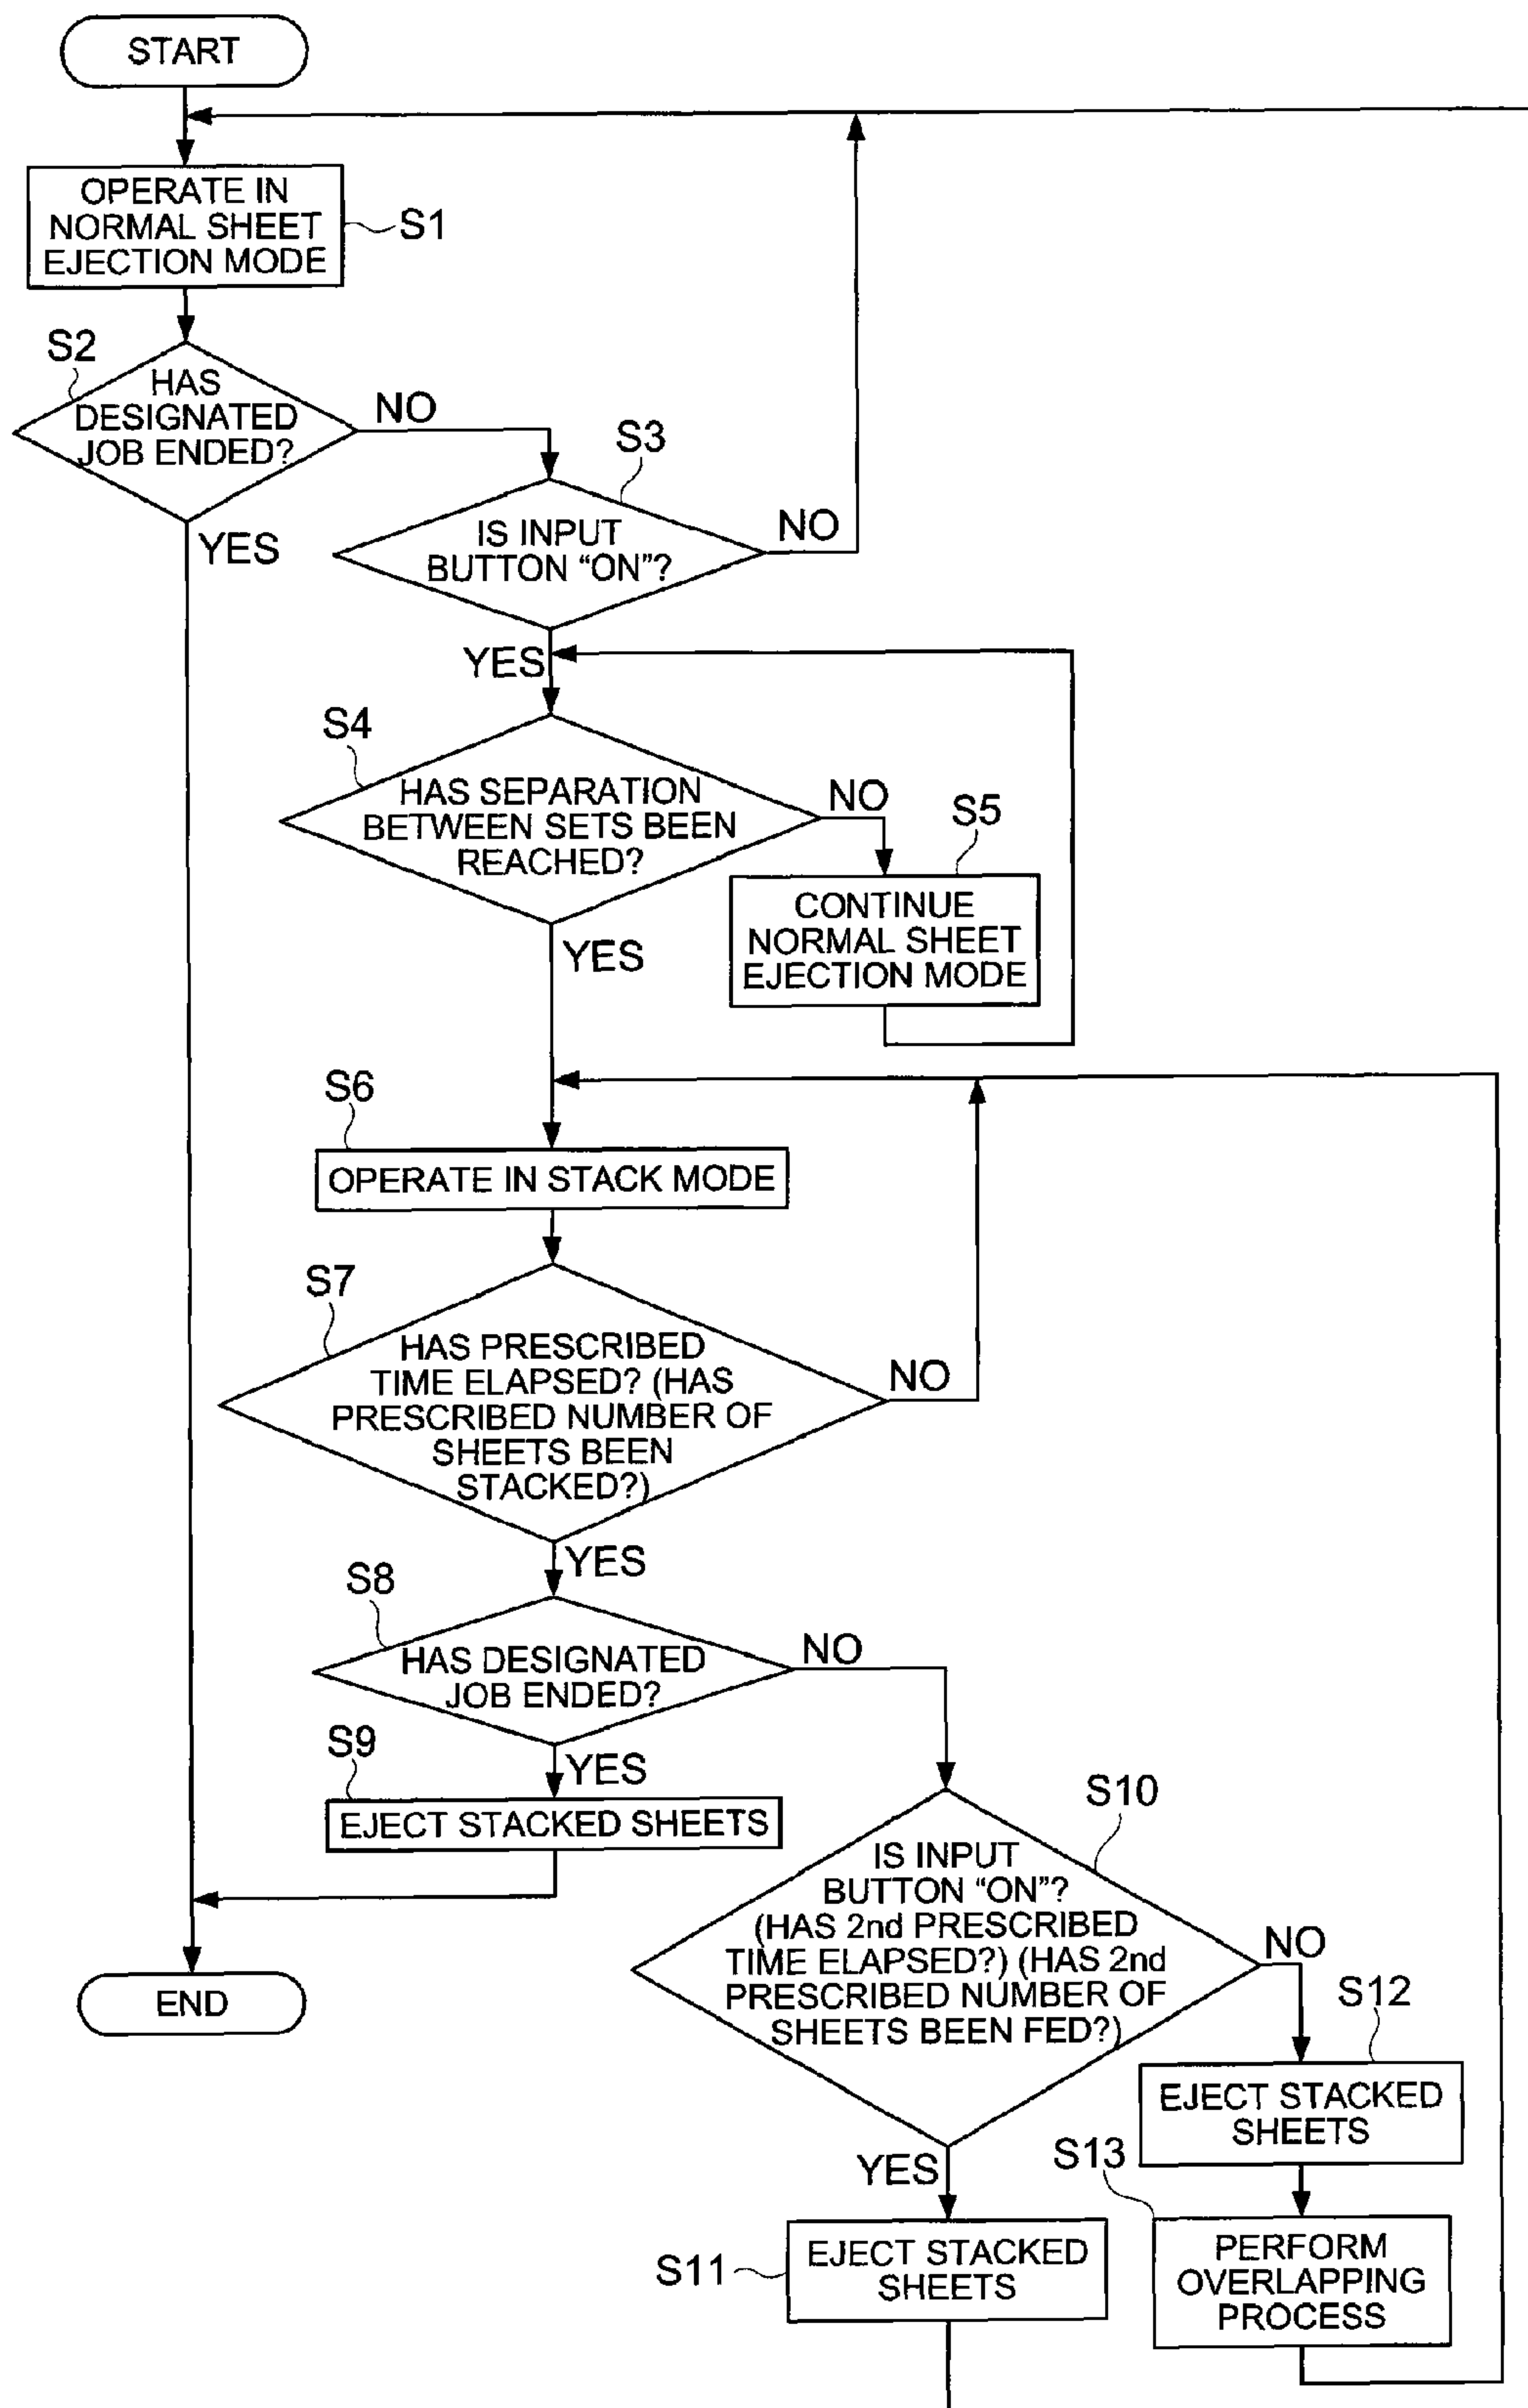 START
OPERATE IN
NORMAL SHEET
EJECTION MODE
S1
S2
HAS
DESIGNATED
JOB ENDED?
NO
YES
S3
IS INPUT
BUTTON “ON”?
NO
YES
S4
HAS SEPARATION
BETWEEN SETS BEEN
REACHED?
NO
YES
S5
CONTINUE
NORMAL SHEET
EJECTION MODE
S6
OPERATE IN STACK MODE
S7
HAS PRESCRIBED
TIME ELAPSED? (HAS
PRESCRIBED NUMBER OF
SHEETS BEEN
STACKED?)
NO
YES
S8
HAS DESIGNATED
JOB ENDED?
NO
YES
S9
EJECT STACKED SHEETS
END
S10
IS INPUT
BUTTON “ON”?
(HAS 2nd PRESCRIBED
TIME ELAPSED?) (HAS 2nd
PRESCRIBED NUMBER OF
SHEETS BEEN FED?)
NO
YES
S12
EJECT STACKED
SHEETS
S11
EJECT STACKED
SHEETS
S13
PERFORM
OVERLAPPING
PROCESS